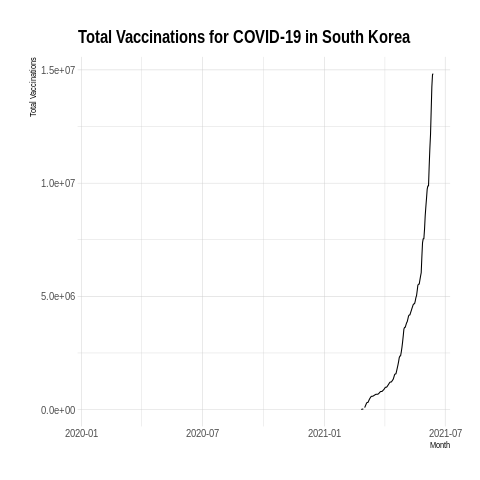 Total Vaccinations for COVID-19 in South Korea
Total Vaccinations
1.5e+07
1.0e+07
5.0e+06
0.0e+00
2020-01 2020-07 2021-01 2021-07
Month